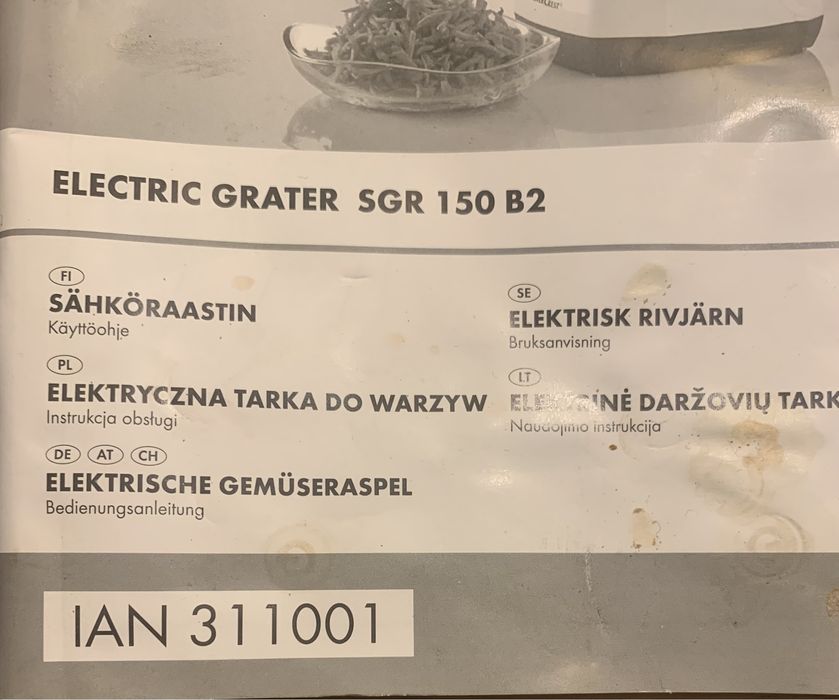 ELECTRIC GRATER SGR 150 B2
FI
SÄHKÖRAASTIN
Käyttöohje
SE
ELEKTRISK RIVJÄRN
Bruksanvisning
PL
ELEKTRYCZNA TARKA DO WARZYW
Instrukcja obsługi
LT
DARŽOVIŲ TARK
Naudojimo instrukcija
DE AT CH
ELEKTRISCHE GEMÜSERASPEL
Bedienungsanleitung
IAN 311001